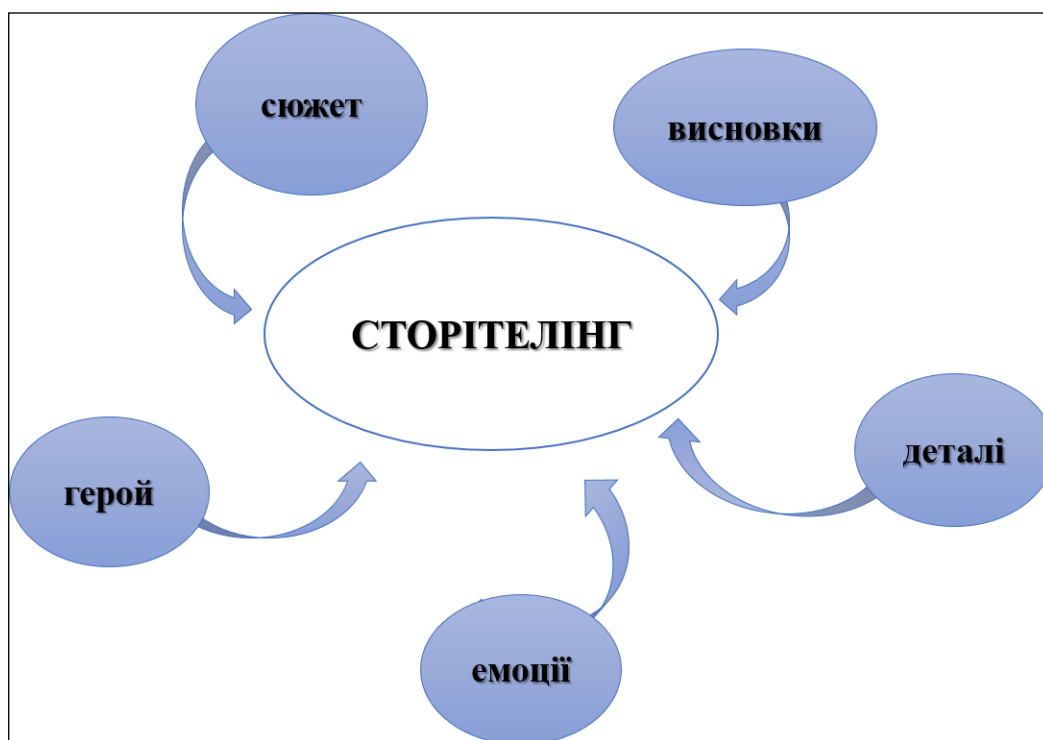 сюжет
висновки
СТОРІТЕЛІНГ
деталі
герой
емоції